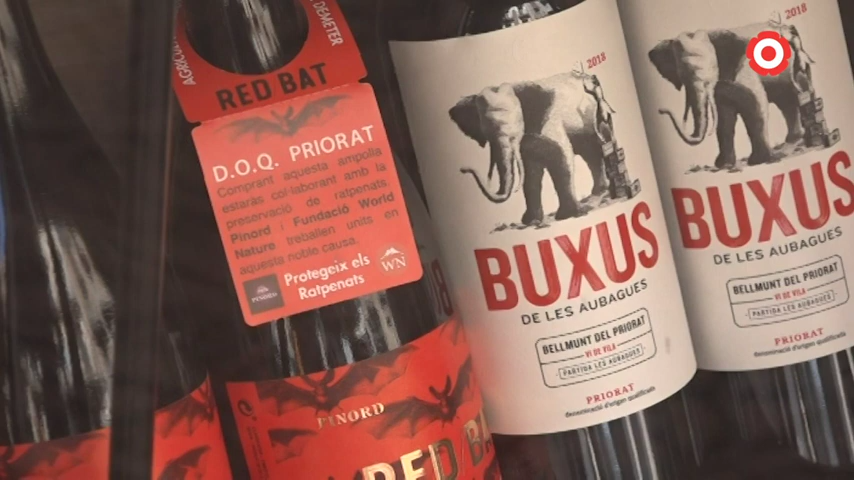 AGRICUL
DEMETER
RED BAT
D.O.Q. PRIORAT
Comprant aquesta ampolla
estaràs col·laborant amb la
preservació de ratpenats.
Pinord i Fundació World
Nature treballen units en
aquesta noble causa.
PINORD
Protegeix els
Ratpenats
WN
PINORD
RED BA
2018
BUXUS
DE LES AUBAGUES
BELLMUNT DEL PRIORAT
VI DE VILA
PARTIDA LES AUBAGUES
PRIORAT
denominació d'origen qualificada
2018
BUXUS
DE LES AUBAGUES
BELLMUNT DEL PRIORAT
VI DE VILA
PARTIDA LES AUBAGUES
PRIORAT
denominació d'origen qualificada